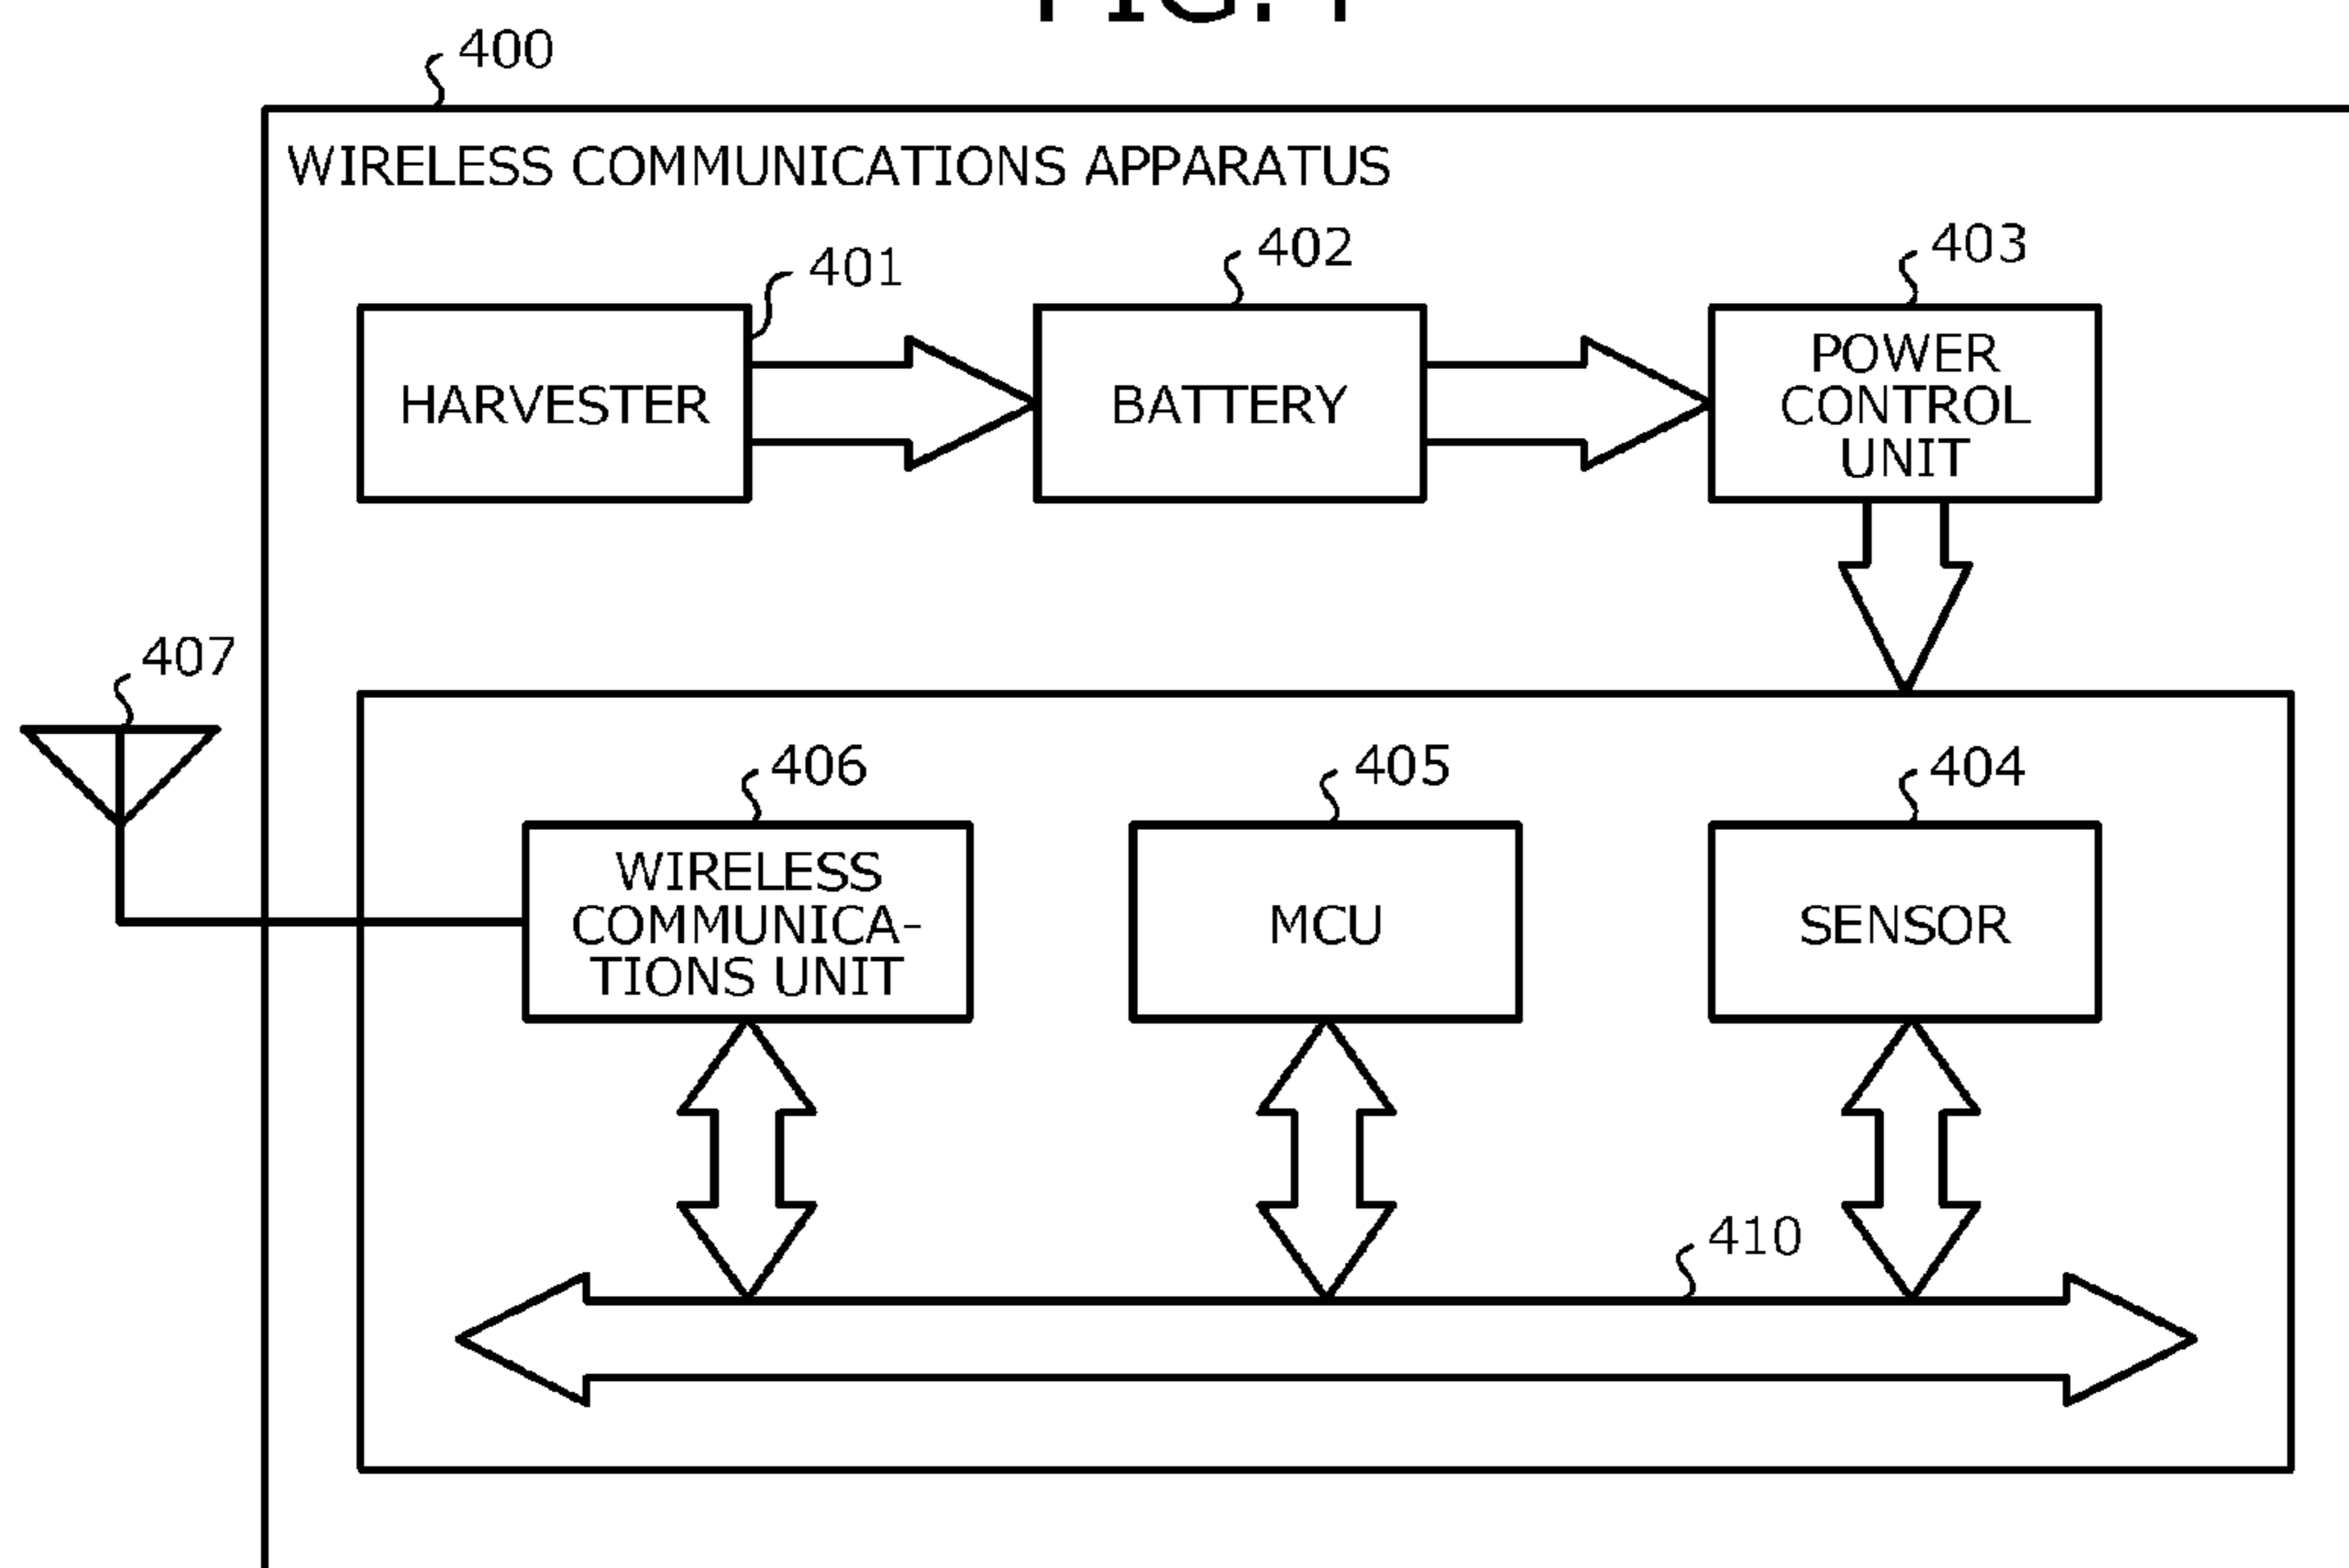 400
WIRELESS COMMUNICATIONS APPARATUS
401
402
403
HARVESTER
BATTERY
POWER
CONTROL
UNIT
407
406
405
404
WIRELESS
COMMUNICA-
TIONS UNIT
MCU
SENSOR
410